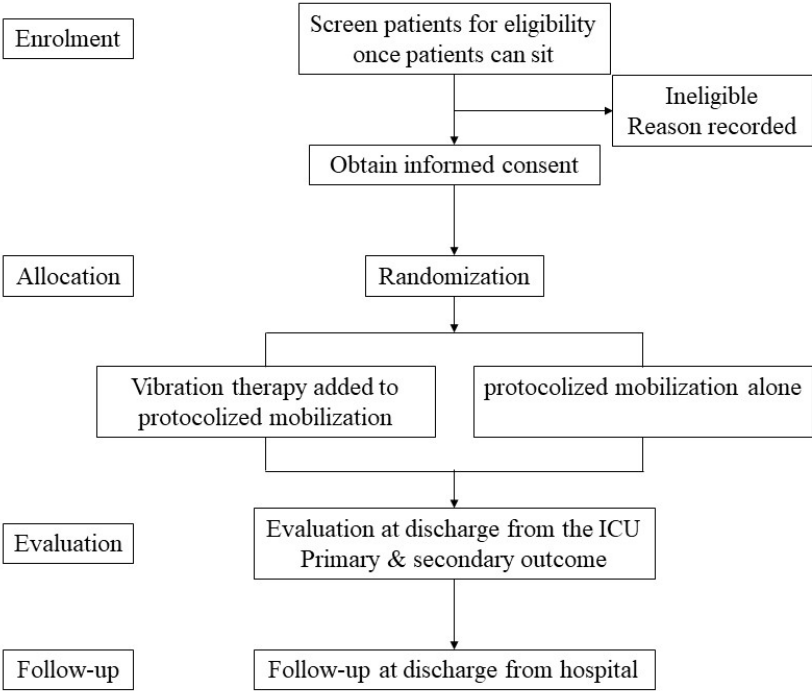 Enrolment
Screen patients for eligibility
once patients can sit
Ineligible
Reason recorded
Obtain informed consent
Allocation
Randomization
Vibration therapy added to
protocolized mobilization
protocolized mobilization alone
Evaluation
Evaluation at discharge from the ICU
Primary & secondary outcome
Follow-up
Follow-up at discharge from hospital